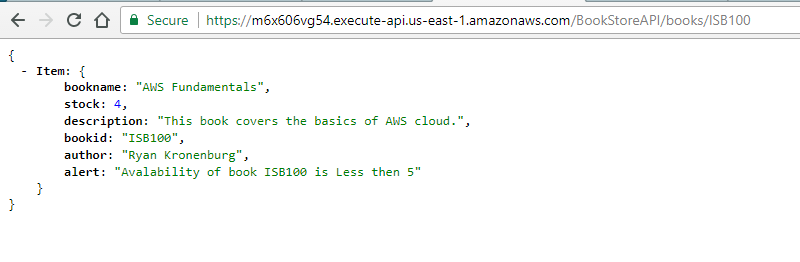 Secure https://m6x606vg54.execute-api.us-east-1.amazonaws.com/BookStoreAPI/books/ISB100
{
- Item: {
bookname: "AWS Fundamentals",
stock: 4,
description: "This book covers the basics of AWS cloud.",
bookid: "ISB100",
author: "Ryan Kronenburg",
alert: "Avalability of book ISB100 is Less then 5"
}
}